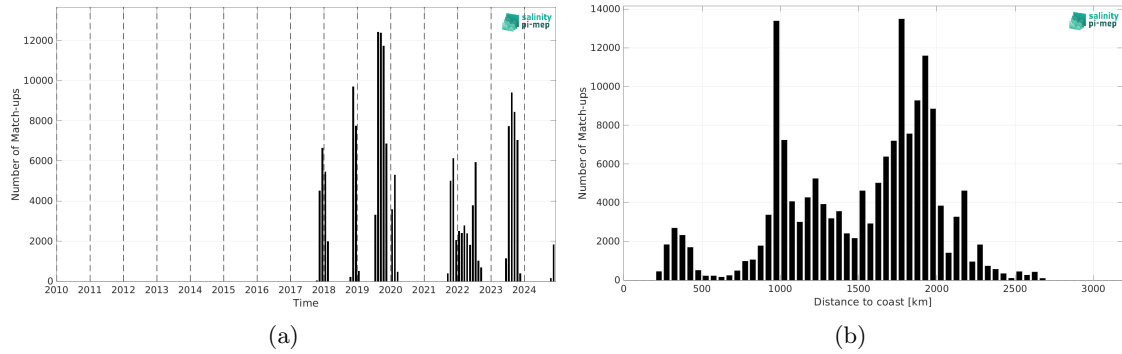 salinity
pi-mep
Number of Match-ups
12000
10000
8000
6000
4000
2000
0
2010 2011 2012 2013 2014 2015 2016 2017 2018 2019 2020 2021 2022 2023 2024
Time
(a)
salinity
pi-mep
Number of Match-ups
14000
12000
10000
8000
6000
4000
2000
0
0 500 1000 1500 2000 2500 3000
Distance to coast [km]
(b)